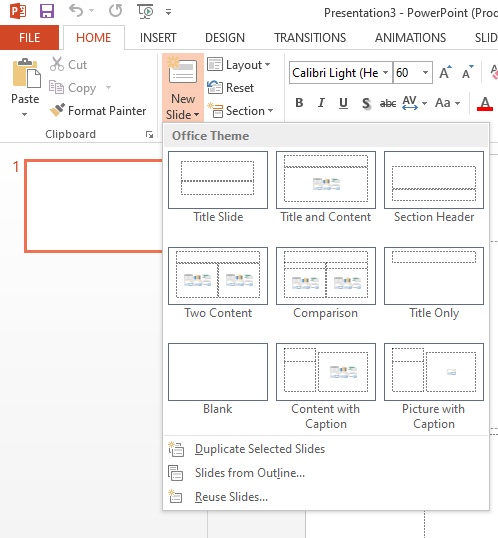 Presentation3 - PowerPoint (Proc
FILE HOME INSERT DESIGN TRANSITIONS ANIMATIONS SLID
Paste
Cut
Copy
Format Painter
Clipboard
New Slide
Layout
Reset
Section
Calibri Light (He 60 A A
B I U S abc AV Aa A
Office Theme
Title Slide Title and Content Section Header
Two Content Comparison Title Only
Blank Content with Picture with
Caption Caption
Duplicate Selected Slides
Slides from Outline...
Reuse Slides...
1